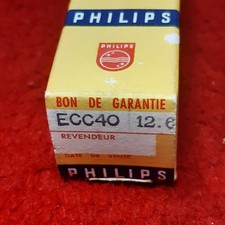 PHILIPS
PHILIPS
BON DE GARANTIE
ECC40 12.6
REVENDEUR
DATE DE VENTE
PHILIPS